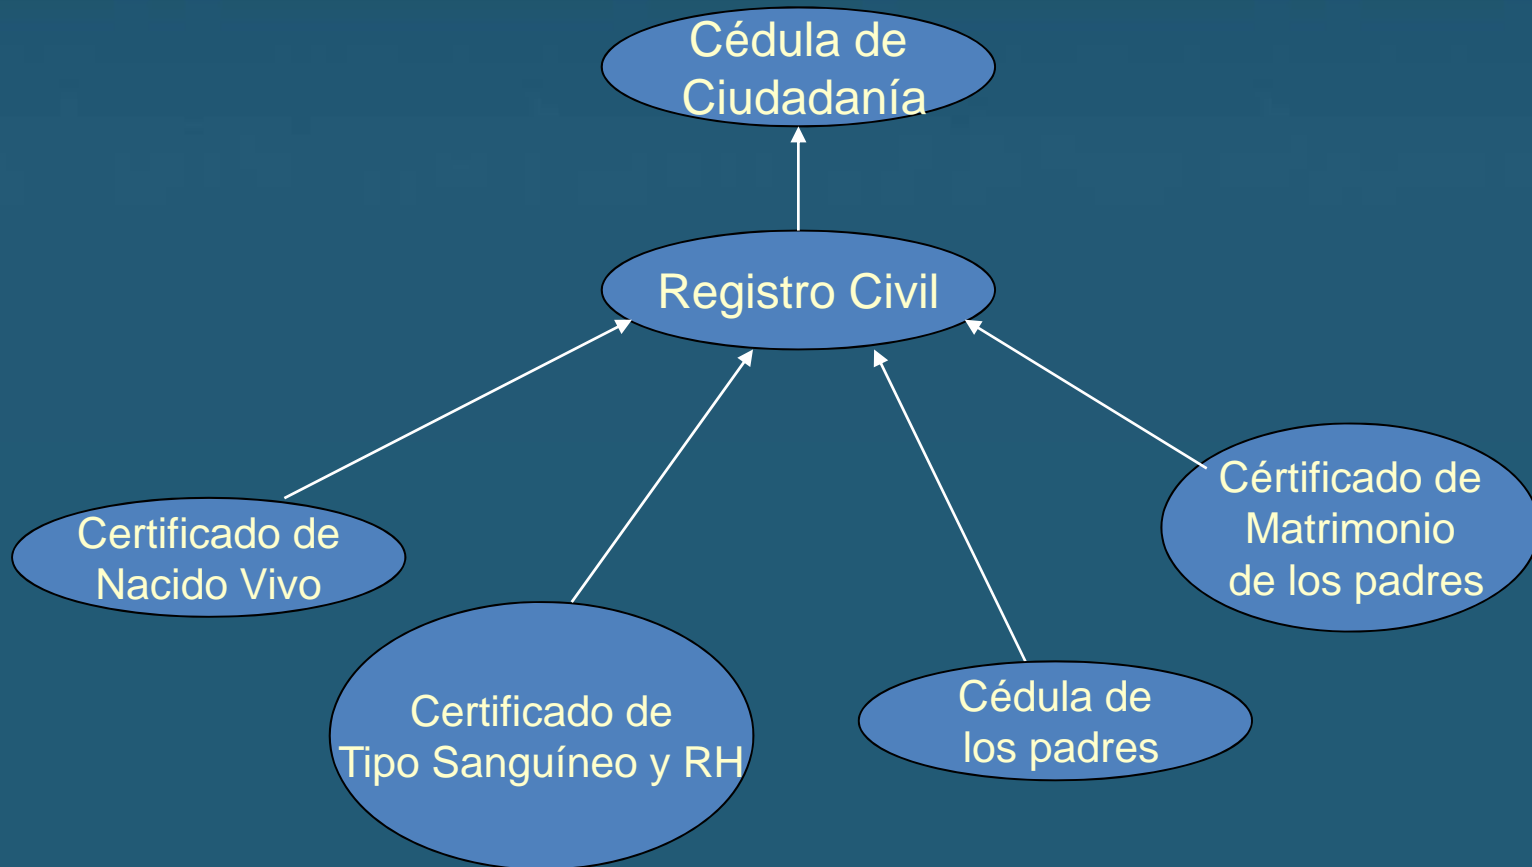 Cédula de
Ciudadanía
Registro Civil
Certificado de
Nacido Vivo
Certificado de
Tipo Sanguíneo y RH
Cédula de
los padres
Cértificado de
Matrimonio
de los padres